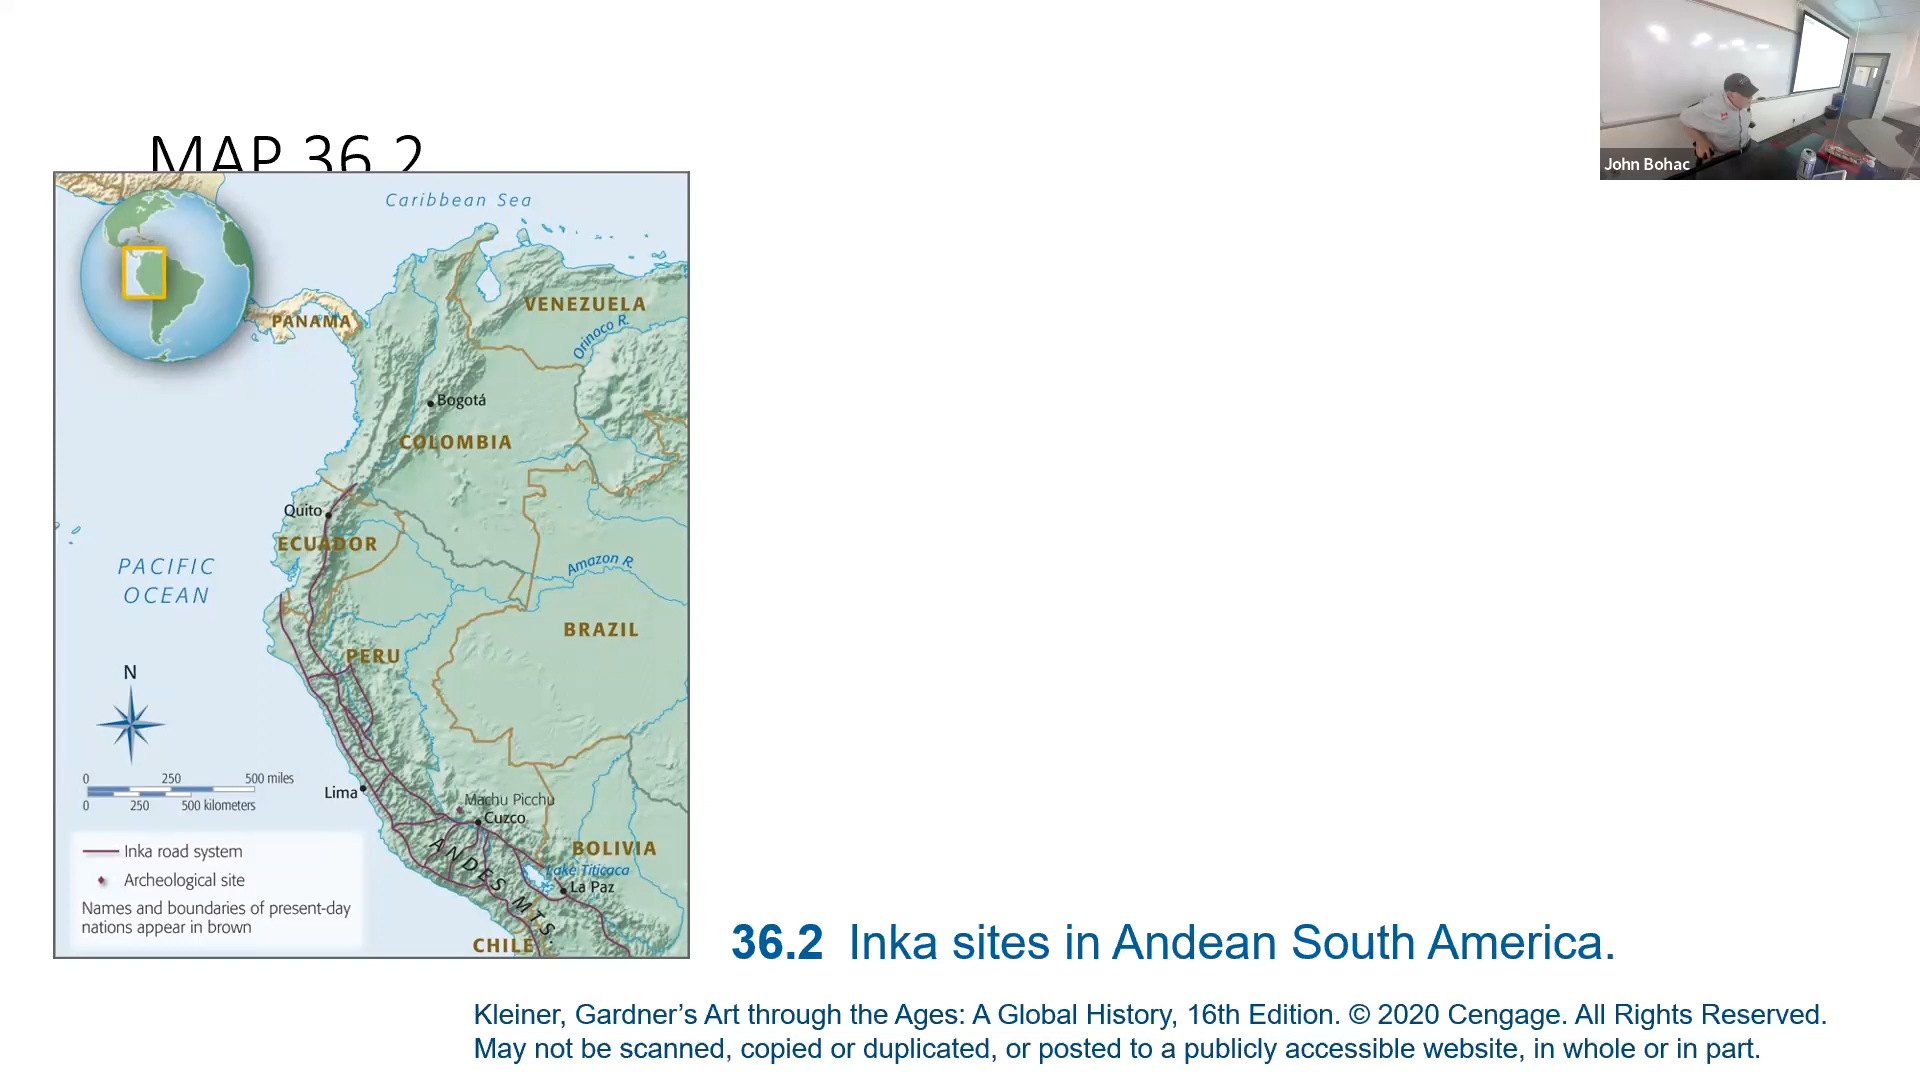 MAP 36.2
John Bohac
Caribbean Sea
PANAMA
VENEZUELA
Orinoco R.
Bogotá
COLOMBIA
Quito
ECUADOR
PACIFIC
OCEAN
Amazon R.
BRAZIL
PERU
N
0 250 500 miles
0 250 500 kilometers
Lima
Machu Picchu
Cuzco
ANDES MTS.
BOLIVIA
Lake Titicaca
La Paz
CHILE
Inka road system
Archeological site
Names and boundaries of present-day
nations appear in brown
36.2 Inka sites in Andean South America.
Kleiner, Gardner’s Art through the Ages: A Global History, 16th Edition. © 2020 Cengage. All Rights Reserved.
May not be scanned, copied or duplicated, or posted to a publicly accessible website, in whole or in part.